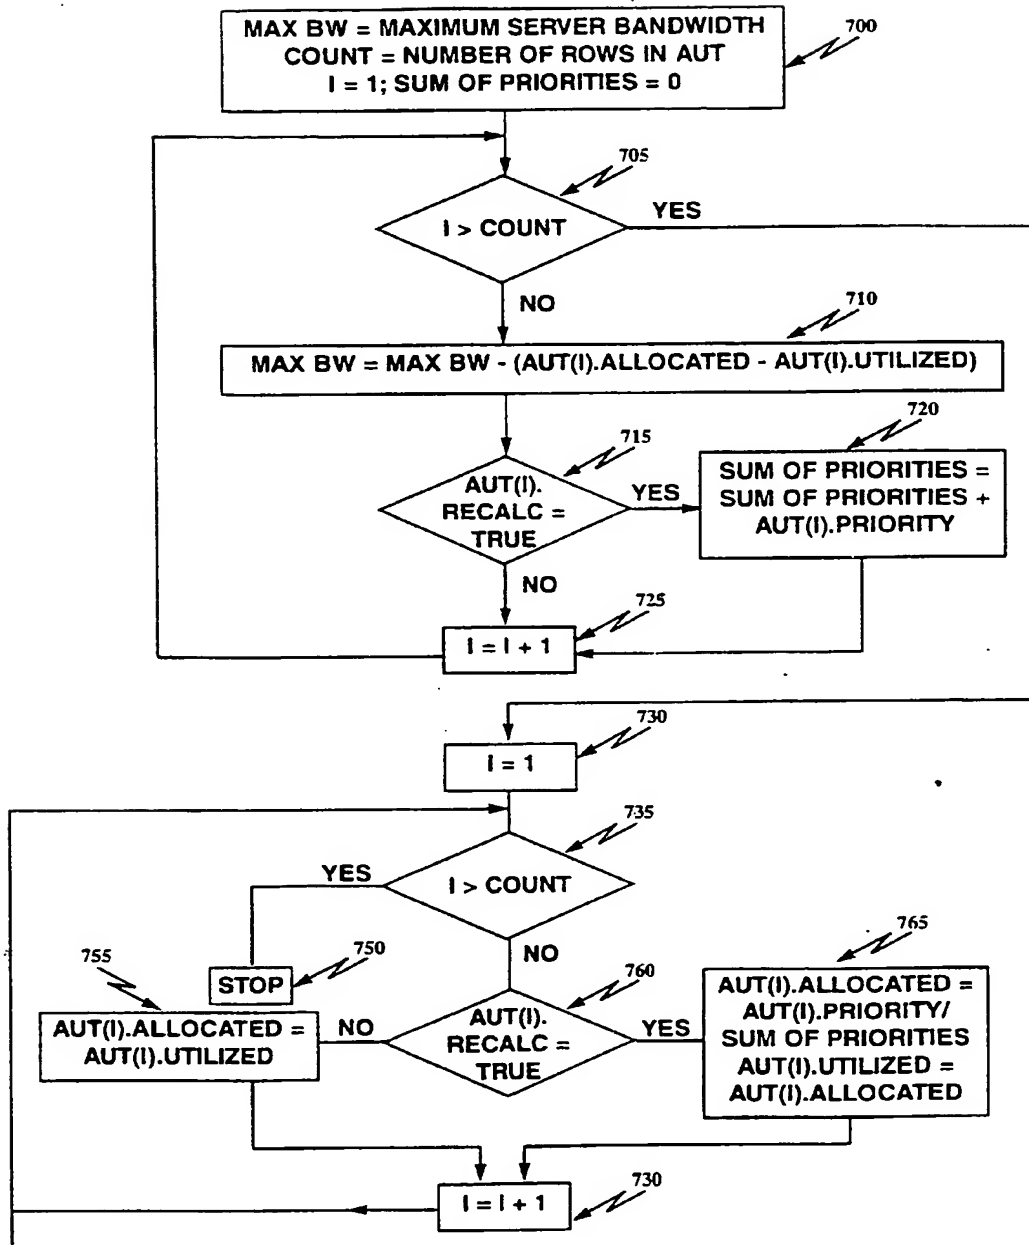 MAX BW = MAXIMUM SERVER BANDWIDTH
COUNT = NUMBER OF ROWS IN AUT
I = 1; SUM OF PRIORITIES = 0
700
705
I > COUNT
YES
NO
710
MAX BW = MAX BW - (AUT(I).ALLOCATED - AUT(I).UTILIZED)
715
AUT(I).
RECALC =
TRUE
YES
720
SUM OF PRIORITIES =
SUM OF PRIORITIES +
AUT(I).PRIORITY
NO
725
I = I + 1
730
I = 1
735
I > COUNT
YES
NO
750
STOP
755
AUT(I).ALLOCATED =
AUT(I).UTILIZED
NO
760
AUT(I).
RECALC =
TRUE
YES
765
AUT(I).ALLOCATED =
AUT(I).PRIORITY/
SUM OF PRIORITIES
AUT(I).UTILIZED =
AUT(I).ALLOCATED
730
I = I + 1